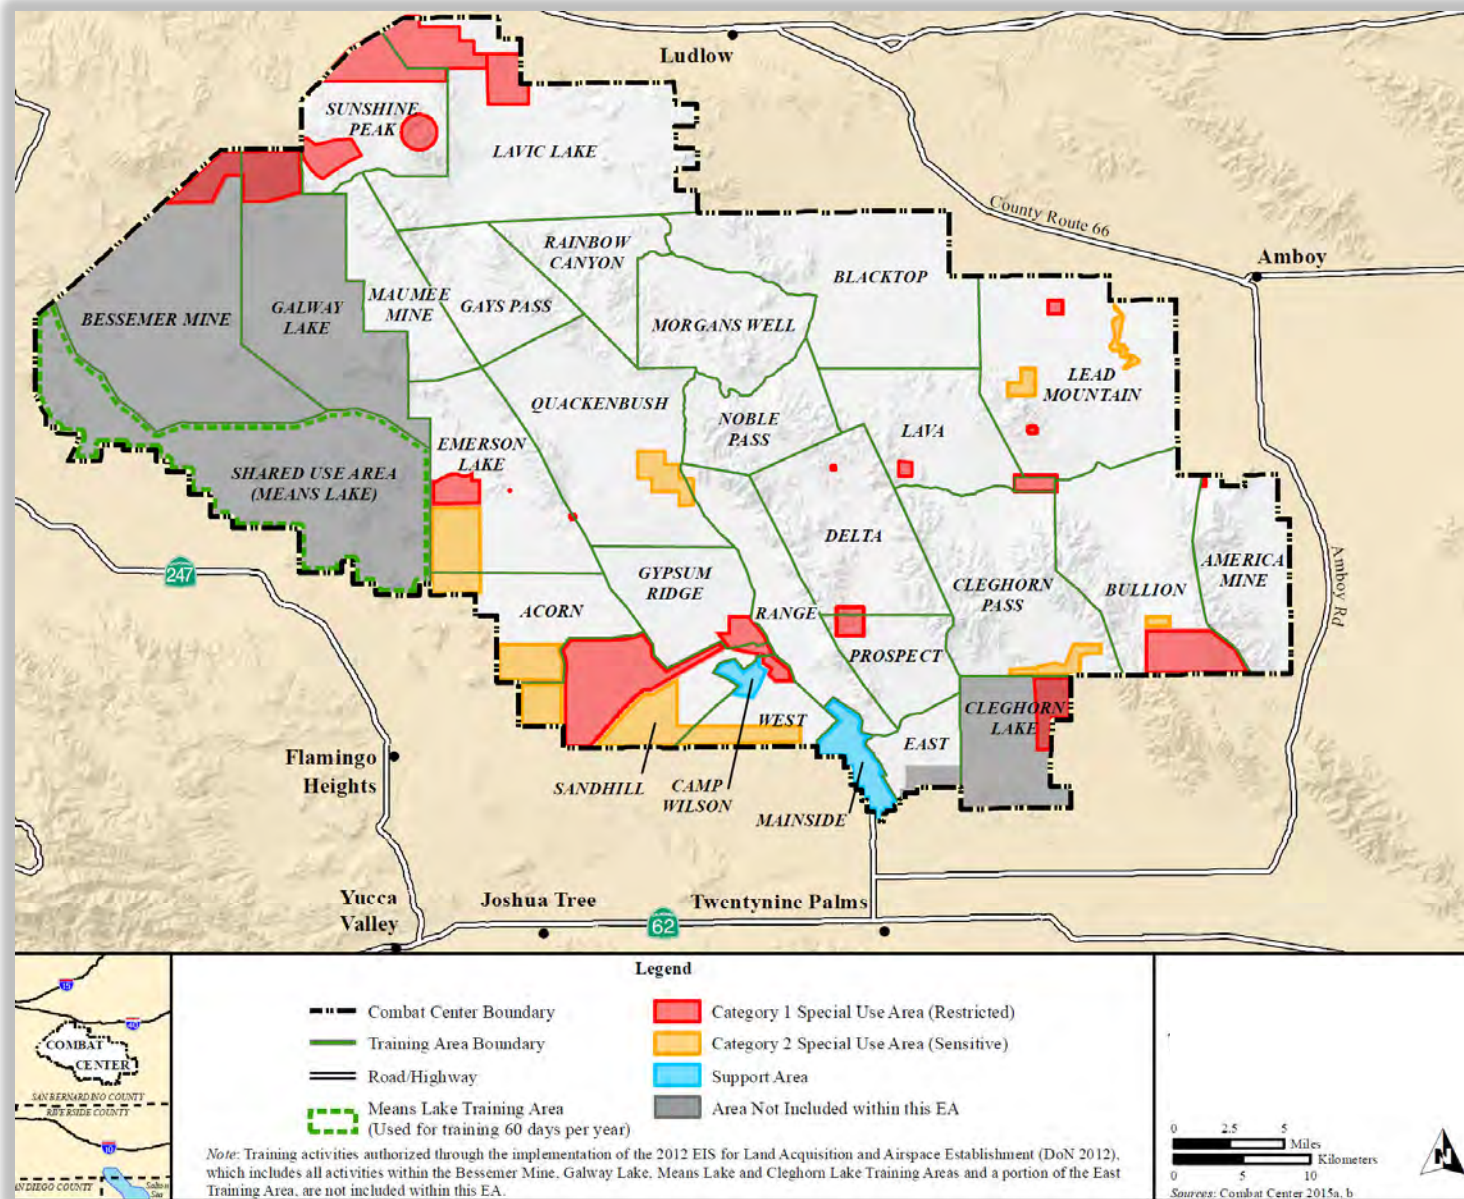 Ludlow
SUNSHINE
PEAK
LAVIC LAKE
County Route 66
Amboy
RAINBOW
CANYON
BLACKTOP
MAUMEE
MINE
GAYS PASS
GALWAY
LAKE
BESSEMER MINE
MORGANS WELL
LEAD
MOUNTAIN
QUACKENBUSH
NOBLE
PASS
LAVA
EMERSON
LAKE
SHARED USE AREA
(MEANS LAKE)
DELTA
AMERICA
MINE
247
GYPSUM
RIDGE
CLEGHORN
PASS
BULLION
Amboy Rd
ACORN
RANGE
PROSPECT
CLEGHORN
LAKE
WEST
EAST
Flamingo
Heights
SANDHILL
CAMP
WILSON
MAINSIDE
Yucca
Valley
Joshua Tree
Twentynine Palms
62
Legend
Combat Center Boundary
Training Area Boundary
Road/Highway
Means Lake Training Area
(Used for training 60 days per year)
Category 1 Special Use Area (Restricted)
Category 2 Special Use Area (Sensitive)
Support Area
Area Not Included within this EA
Note: Training activities authorized through the implementation of the 2012 EIS for Land Acquisition and Airspace Establishment (DoN 2012),
which includes all activities within the Bessemer Mine, Galway Lake, Means Lake and Cleghorn Lake Training Areas and a portion of the East
Training Area, are not included within this EA.
15
40
COMBAT
CENTER
SAN BERNARDINO COUNTY
RIVERSIDE COUNTY
10
AN DIEGO COUNTY
Salton
Sea
0 2.5 5
Miles
Kilometers
0 5 10
N
Sources: Combat Center 2015a, b